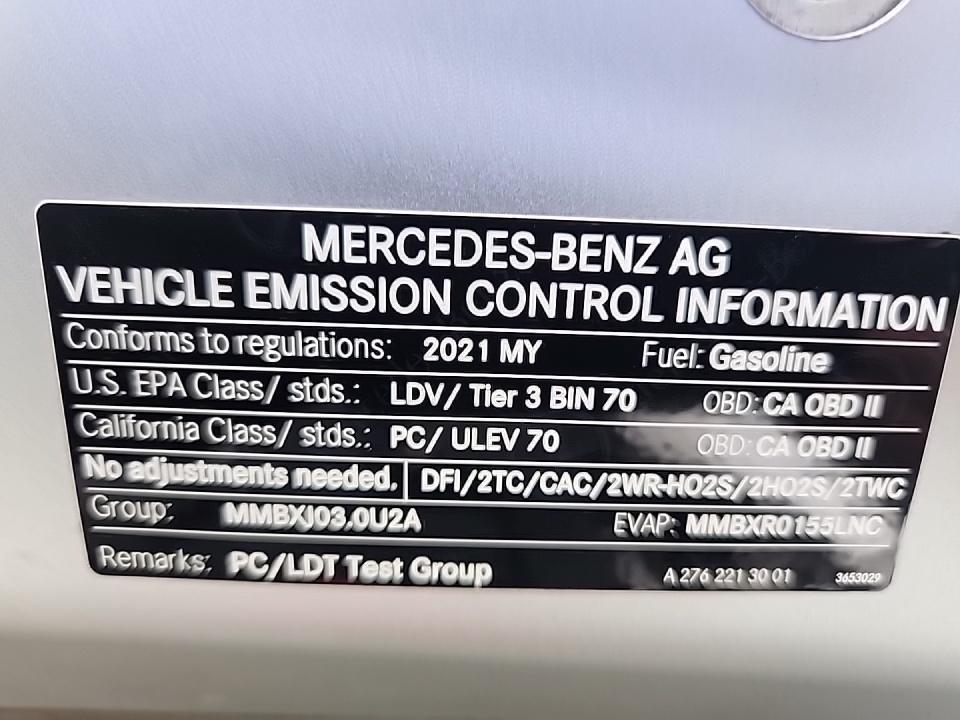 MERCEDES-BENZ AG
VEHICLE EMISSION CONTROL INFORMATION
Conforms to regulations: 2021 MY Fuel: Gasoline
U.S. EPA Class/ stds.: LDV/ Tier 3 BIN 70 OBD: CA OBD II
California Class/ stds.: PC/ ULEV 70 OBD: CA OBD II
No adjustments needed. DFI/2TC/CAC/2WR-HO2S/2HO2S/2TWC
Group: MMBXJ03.0U2A EVAP: MMBXR0155LNC
Remarks: PC/LDT Test Group A 276 221 30 01 3653029